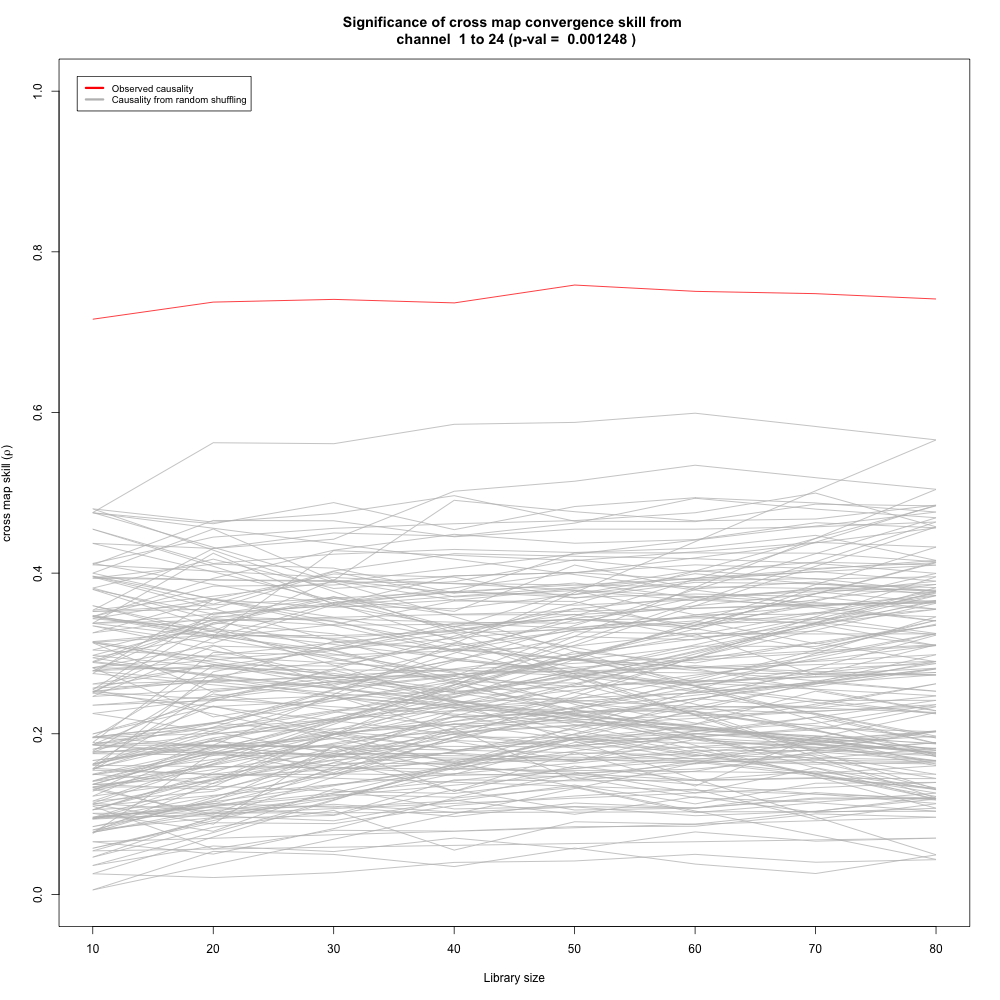 Significance of cross map convergence skill from
channel  1 to 24 (p-val =  0.001248 )
Observed causality
Causality from random shuffling
1.0
0.8
0.6
0.4
0.2
0.0
cross map skill (ρ)
10 20 30 40 50 60 70 80
Library size